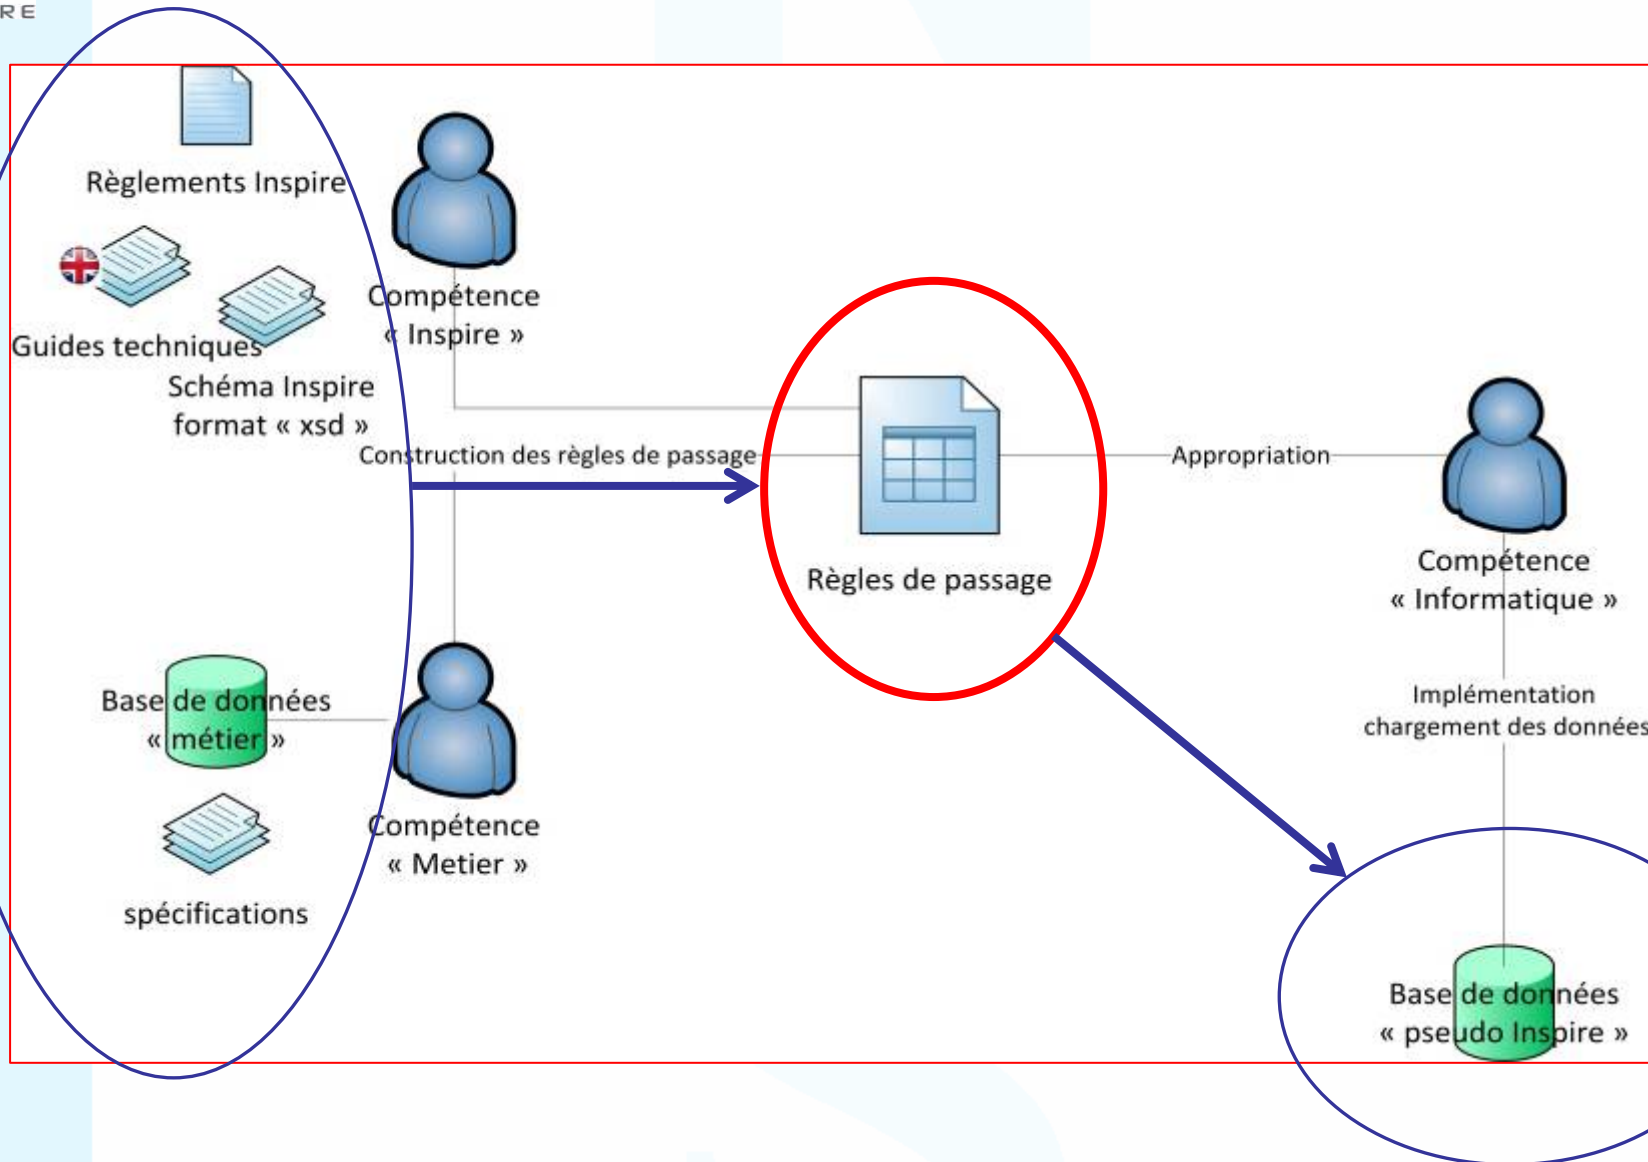 RE
Règlements Inspire
Guides techniques
Schéma Inspire
format « xsd »
Compétence
« Inspire »
Construction des règles de passage
Règles de passage
Appropriation
Compétence
« Informatique »
Implémentation
chargement des données
Base de données
« métier »
Compétence
« Metier »
spécifications
Base de données
« pseudo Inspire »